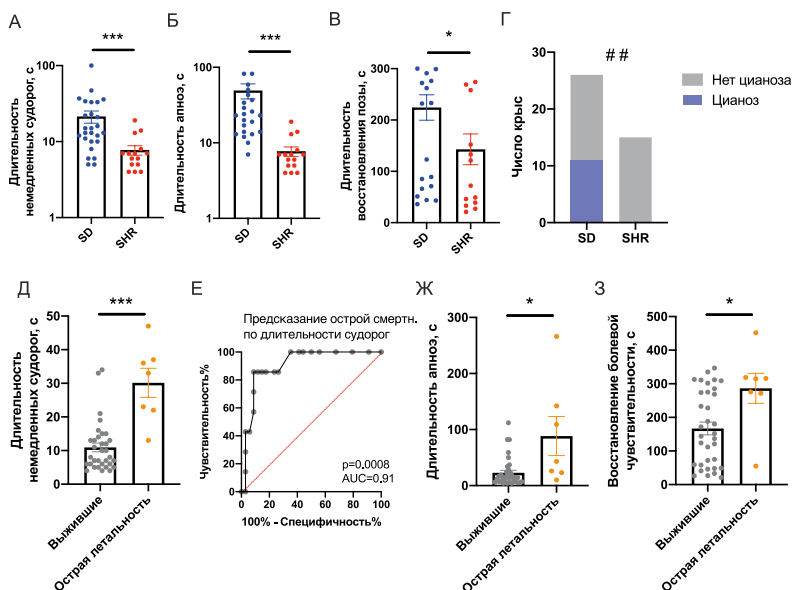 А
Длительность
немедленных судорог, с
100
10
1
***
SD
SHR
Б
Длительность апноэ, с
100
10
1
***
SD
SHR
В
Длительность
восстановления позы, с
400
300
200
100
0
*
SD
SHR
Г
Число крыс
30
20
10
0
##
SD
SHR
Нет цианоза
Цианоз
Д
Длительность
немедленных судорог, с
50
40
30
20
10
0
***
Выжившие
Острая летальность
Е
Предсказание острой смертн.
по длительности судорог
Чувствительность%
100
80
60
40
20
0
p=0,0008
AUC=0.91
0 20 40 60 80 100
100% - Специфичность%
Ж
Длительность апноэ, с
300
200
100
0
*
Выжившие
Острая летальность
З
Восстановление болевой
чувствительности, с
500
400
300
200
100
0
*
Выжившие
Острая летальность